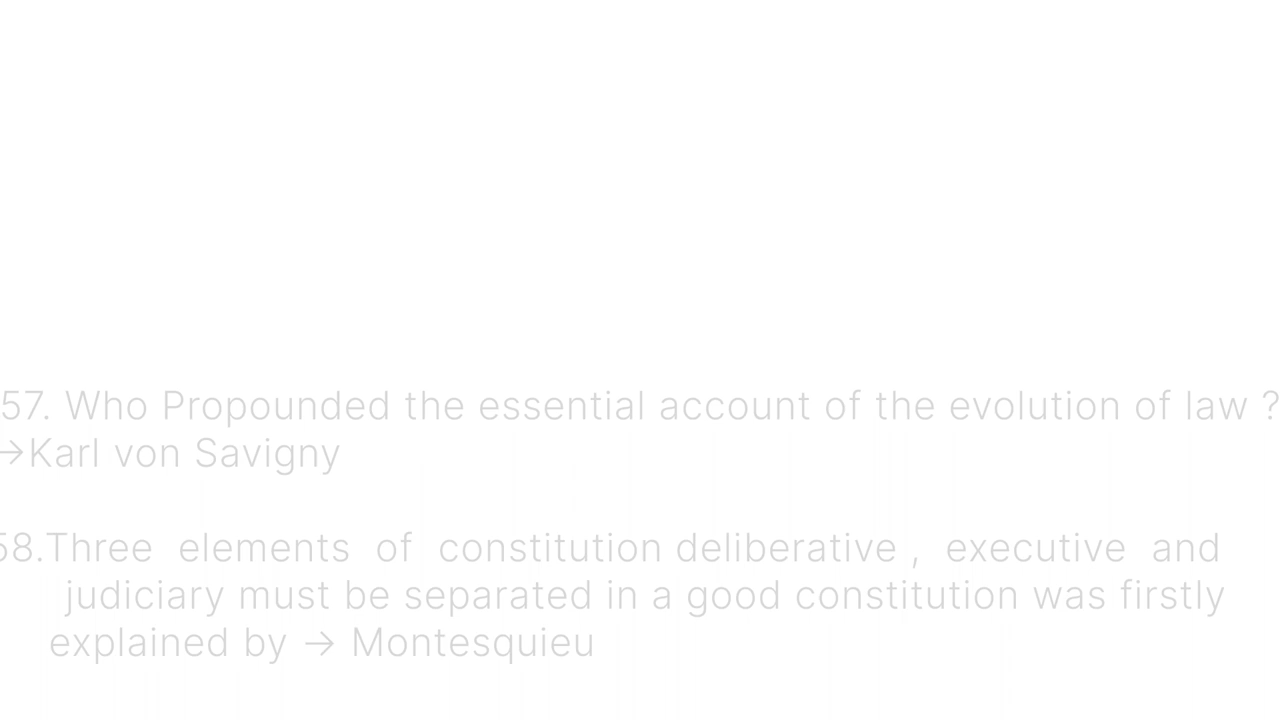 57. Who Propounded the essential account of the evolution of law ?
→Karl von Savigny
58.Three elements of constitution deliberative , executive and
judiciary must be separated in a good constitution was firstly
explained by → Montesquieu